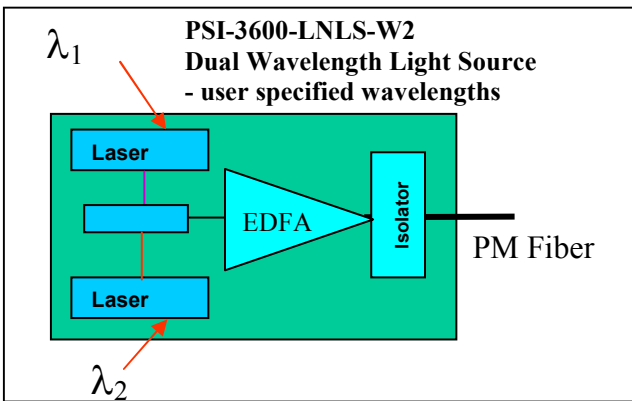 λ1
PSI-3600-LNLS-W2
Dual Wavelength Light Source
- user specified wavelengths
Laser
EDFA
Isolator
PM Fiber
Laser
λ2